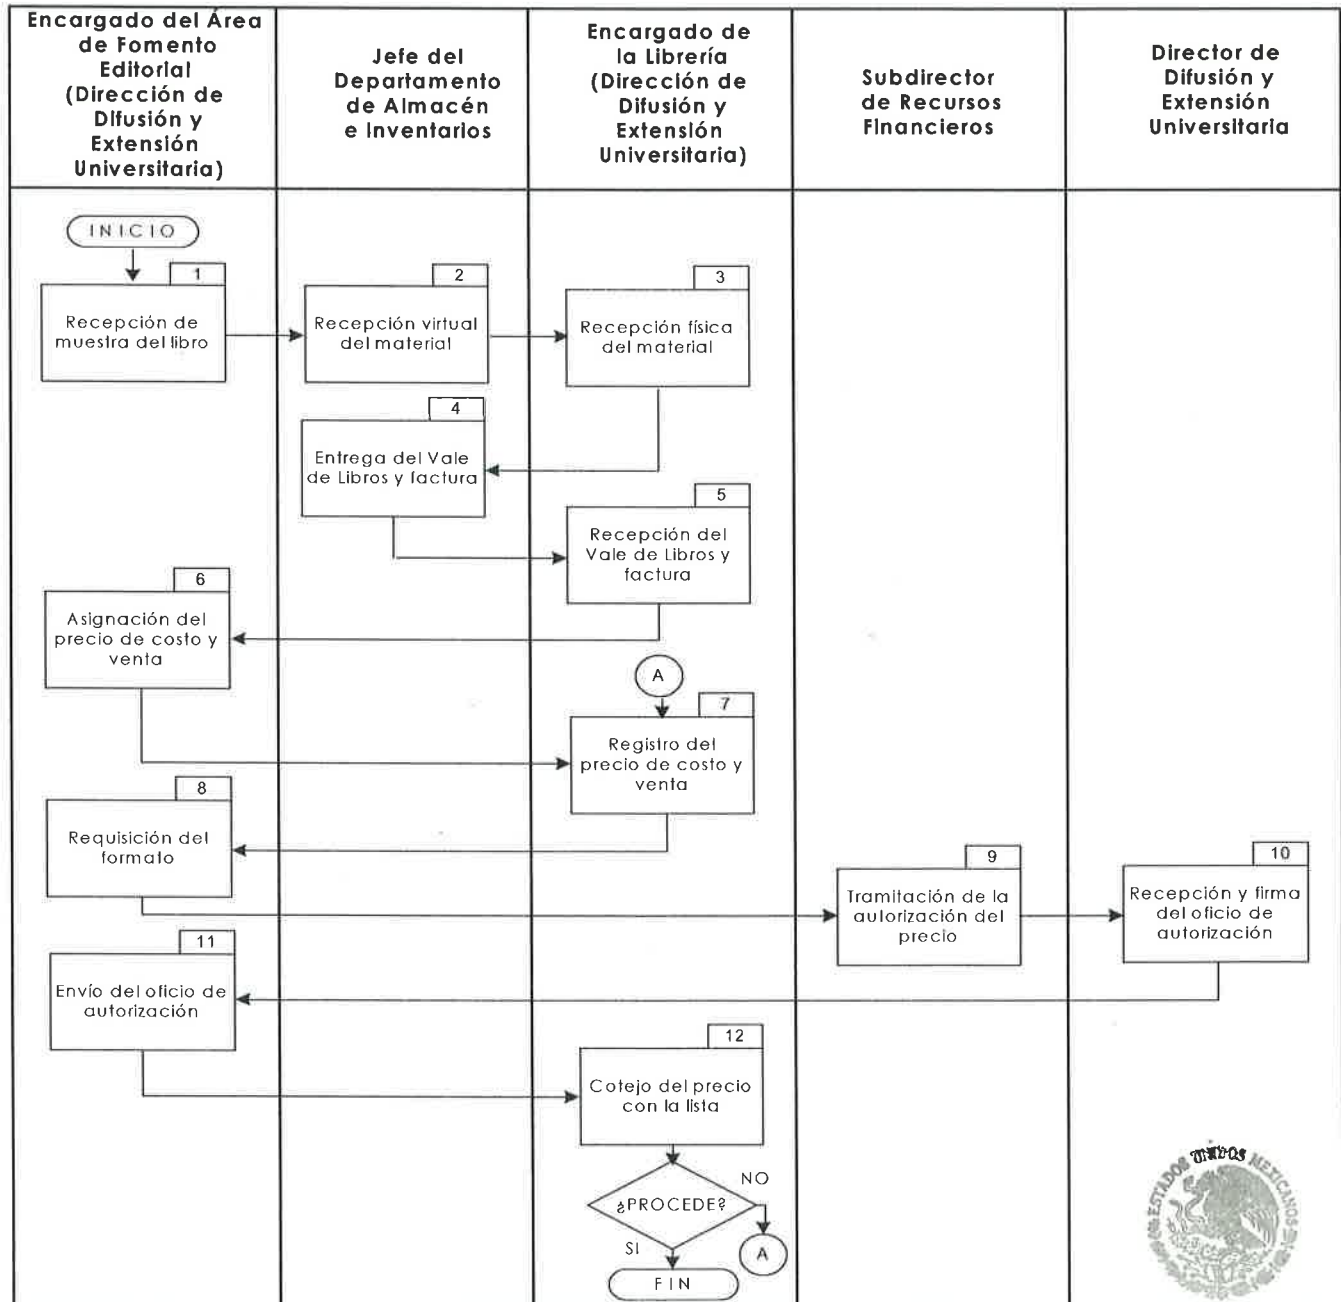 Encargado del Área
de Fomento
Editorial
(Dirección de
Difusión y
Extensión
Universitaria)
Jefe del
Departamento
de Almacén
e Inventarios
Encargado de
la Librería
(Dirección de
Difusión y
Extensión
Universitaria)
Subdirector
de Recursos
Financieros
Director de
Difusión y
Extensión
Universitaria
INICIO
1
Recepción de
muestra del libro
2
Recepción virtual
del material
3
Recepción física
del material
4
Entrega del Vale
de Libros y factura
5
Recepción del
Vale de Libros y
factura
6
Asignación del
precio de costo y
venta
A
7
Registro del
precio de costo y
venta
8
Requisición del
formato
9
Tramitación de la
autorización del
precio
10
Recepción y firma
del oficio de
autorización
11
Envío del oficio de
autorización
12
Cotejo del precio
con la lista
¿PROCEDE?
NO
A
SI
FIN
ESTADOS UNIDOS MEXICANOS